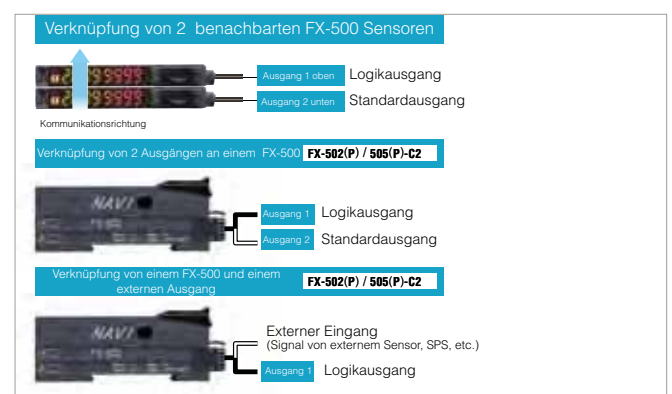 Verknüpfung von 2 benachbarten FX-500 Sensoren
Ausgang 1 oben Logikausgang
Ausgang 2 unten Standardausgang
Kommunikationsrichtung
Verknüpfung von 2 Ausgängen an einem FX-500 FX-502(P) / 505(P)-C2
NAVI
Ausgang 1 Logikausgang
Ausgang 2 Standardausgang
Verknüpfung von einem FX-500 und einem
externen Ausgang
FX-502(P) / 505(P)-C2
NAVI
Externer Eingang
(Signal von externem Sensor, SPS, etc.)
Ausgang 1 Logikausgang